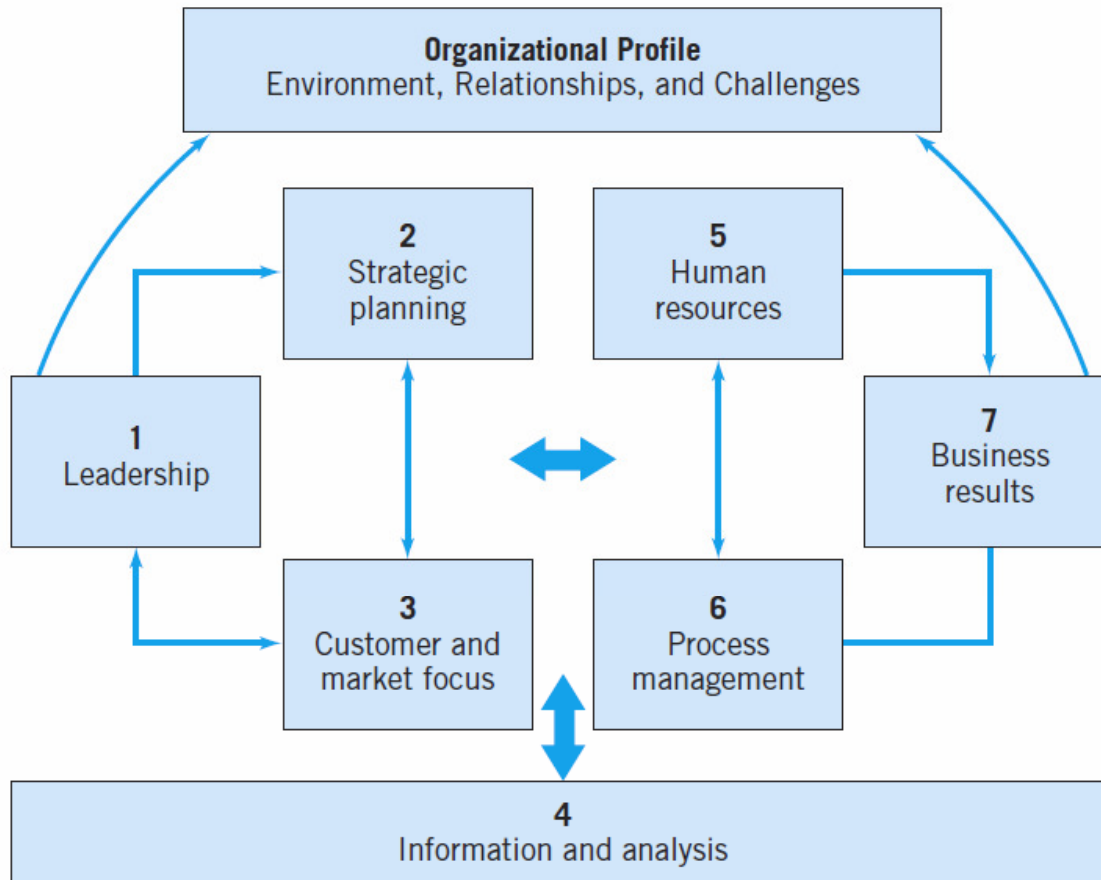 Organizational Profile
Environment, Relationships, and Challenges
2
Strategic
planning
5
Human
resources
1
Leadership
7
Business
results
3
Customer and
market focus
6
Process
management
4
Information and analysis